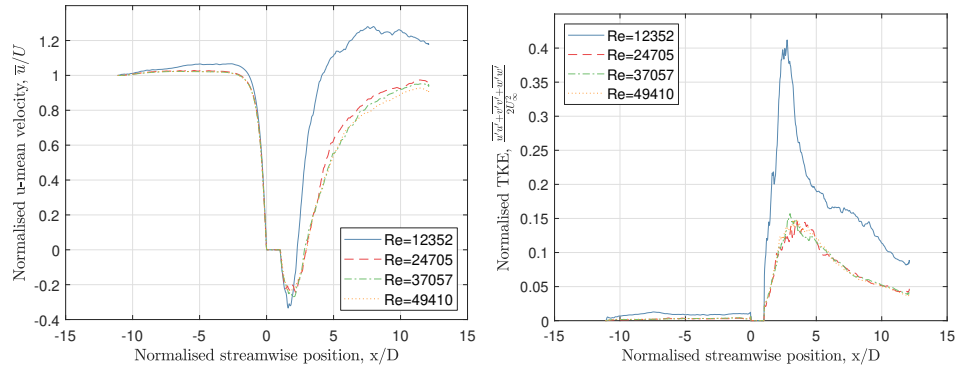 1.2
1
0.8
0.6
0.4
0.2
0
-0.2
-0.4
Normalised u-mean velocity, u̅/U
-15 -10 -5 0 5 10 15
Normalised streamwise position, x/D
Re=12352
Re=24705
Re=37057
Re=49410
0.4
0.35
0.3
0.25
0.2
0.15
0.1
0.05
0
Normalised TKE, (u'u'+v'v'+w'w')/(2U∞²)
-15 -10 -5 0 5 10 15
Normalised streamwise position, x/D
Re=12352
Re=24705
Re=37057
Re=49410